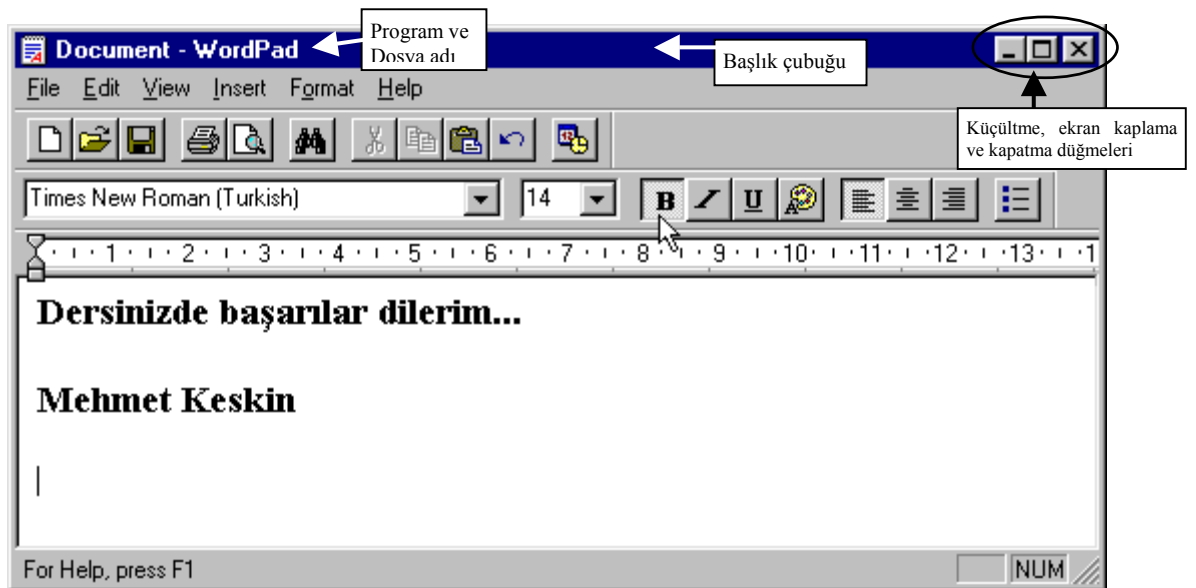 Program ve
Dosya adı
Document - WordPad
Başlık çubuğu
File Edit View Insert Format Help
Küçültme, ekran kaplama
ve kapatma düğmeleri
Times New Roman (Turkish) 14 B I U
1 2 3 4 5 6 7 8 9 10 11 12 13 1
Dersinizde başarılar dilerim...
Mehmet Keskin
For Help, press F1 NUM